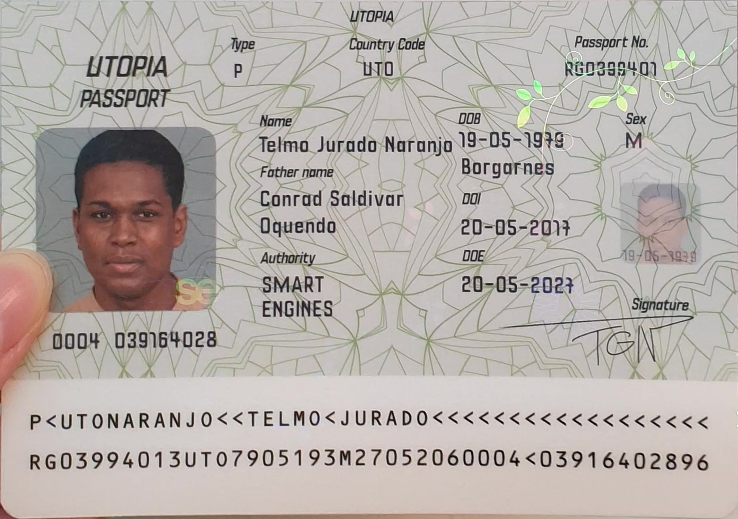 UTOPIA
UTOPIA
PASSPORT
Type
P
Country Code
UTO
Passport No.
RG0399401
Name
Telmo Jurado Naranjo
DOB
19-05-1979
Sex
M
Borgarnes
Father name
Conrad Saldivar
Oquendo
DOI
20-05-2017
Authority
SMART
ENGINES
DOE
20-05-2027
19-05-1979
Signature
TGN
se
0004 039164028
P<UTONARANJO<<TELMO<JURADO<<<<<<<<<<<<<<<<<<
RG03994013UTO7905193M27052060004<03916402896